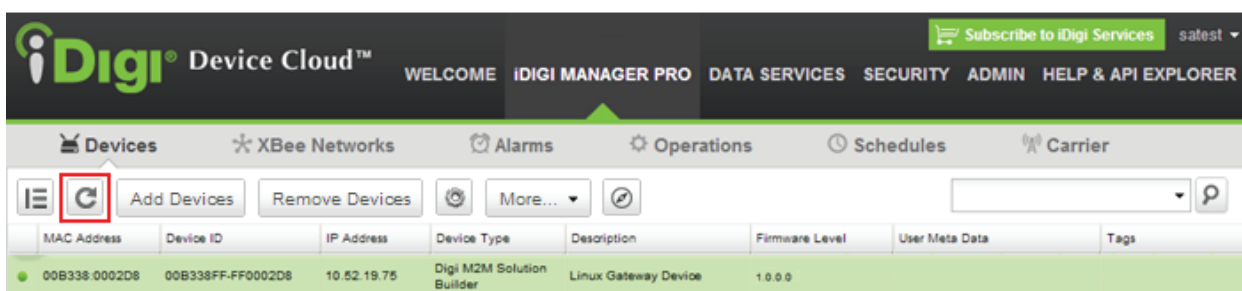 iDigi® Device Cloud™
Subscribe to iDigi Services satest
WELCOME iDIGI MANAGER PRO DATA SERVICES SECURITY ADMIN HELP & API EXPLORER
Devices XBee Networks Alarms Operations Schedules Carrier
Add Devices Remove Devices More...
MAC Address Device ID IP Address Device Type Description Firmware Level User Meta Data Tags
00B338:0002D8 00B338FF-FF0002D8 10.52.19.75 Digi M2M Solution Builder Linux Gateway Device 1.0.0.0